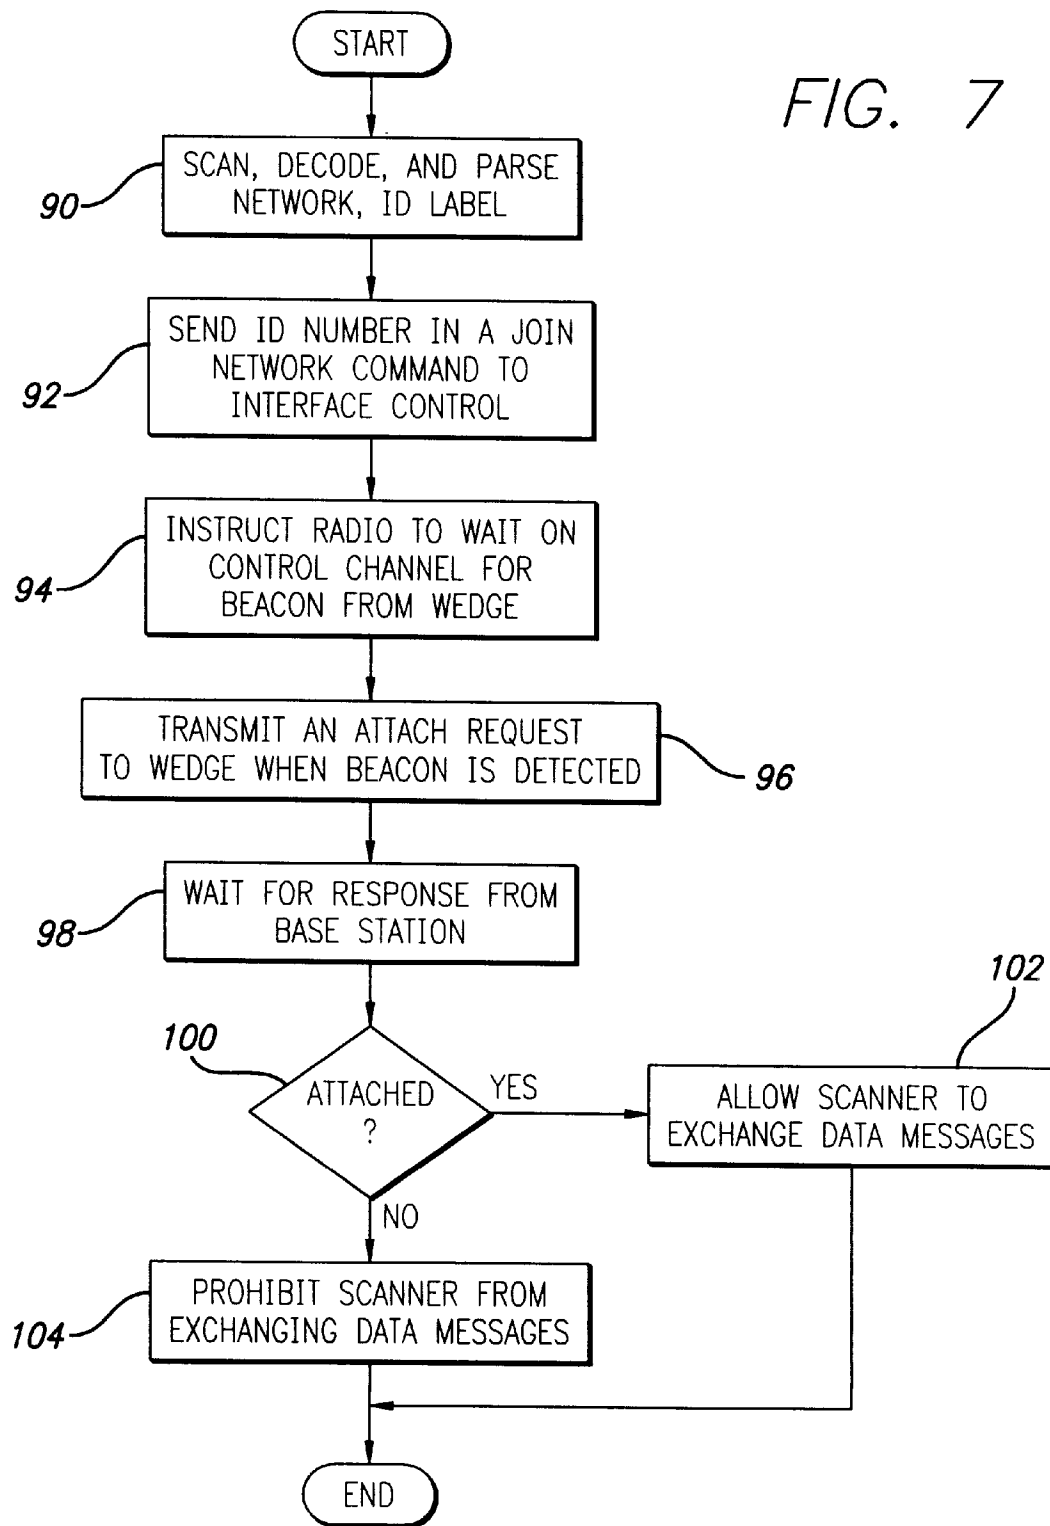 START
FIG. 7
SCAN, DECODE, AND PARSE
NETWORK, ID LABEL
90
SEND ID NUMBER IN A JOIN
NETWORK COMMAND TO
INTERFACE CONTROL
92
INSTRUCT RADIO TO WAIT ON
CONTROL CHANNEL FOR
BEACON FROM WEDGE
94
TRANSMIT AN ATTACH REQUEST
TO WEDGE WHEN BEACON IS DETECTED
96
WAIT FOR RESPONSE FROM
BASE STATION
98
100
ATTACHED
?
YES
102
ALLOW SCANNER TO
EXCHANGE DATA MESSAGES
NO
PROHIBIT SCANNER FROM
EXCHANGING DATA MESSAGES
104
END